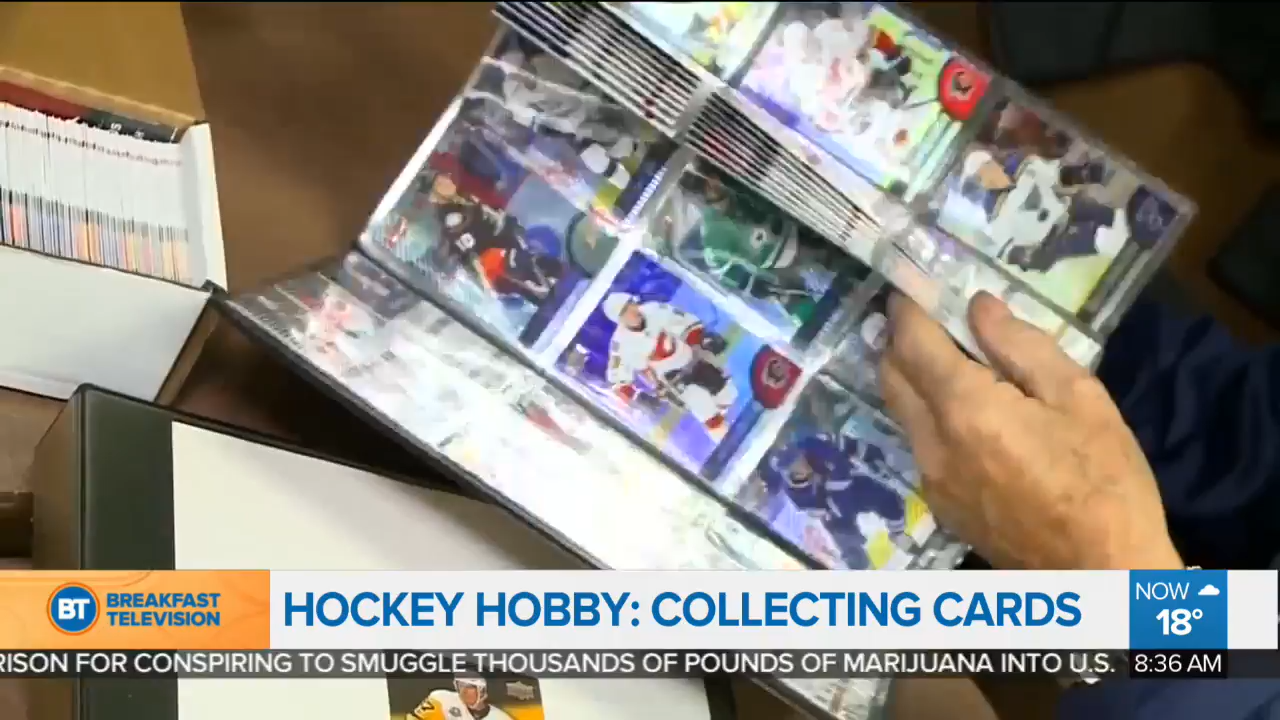 BT BREAKFAST
TELEVISION
HOCKEY HOBBY: COLLECTING CARDS
NOW
18°
RISON FOR CONSPIRING TO SMUGGLE THOUSANDS OF POUNDS OF MARIJUANA INTO U.S.
8:36 AM